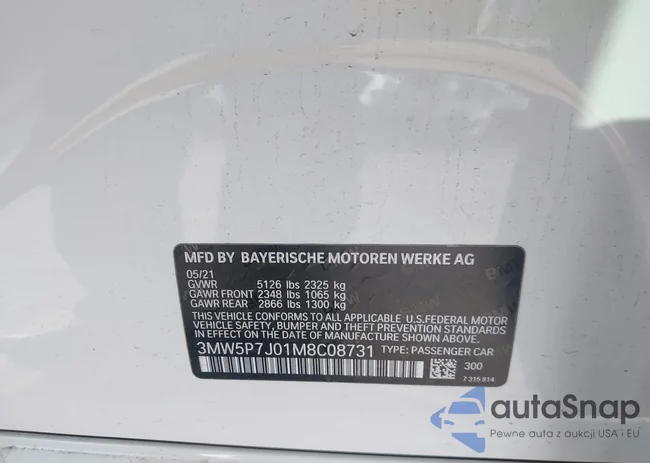 MFD BY BAYERISCHE MOTOREN WERKE AG
05/21
GVWR 5126 lbs 2325 kg
GAWR FRONT 2348 lbs 1065 kg
GAWR REAR 2866 lbs 1300 kg
THIS VEHICLE CONFORMS TO ALL APPLICABLE U.S.FEDERAL MOTOR
VEHICLE SAFETY, BUMPER AND THEFT PREVENTION STANDARDS
IN EFFECT ON THE DATE OF MANUFACTURE SHOWN ABOVE.
3MW5P7J01M8C08731 TYPE: PASSENGER CAR
300
7 315 814
autaSnap
Pewne auta z aukcji USA i EU